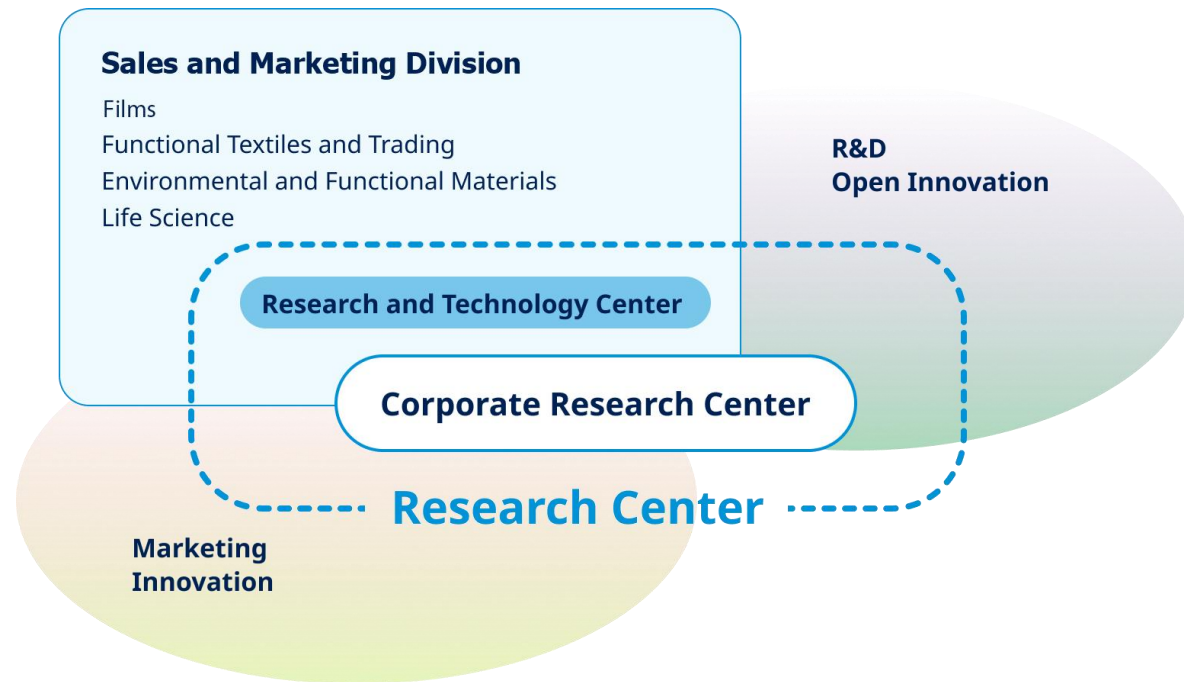 Sales and Marketing Division
Films
Functional Textiles and Trading
Environmental and Functional Materials
Life Science
R&D
Open Innovation
Research and Technology Center
Corporate Research Center
Research Center
Marketing
Innovation